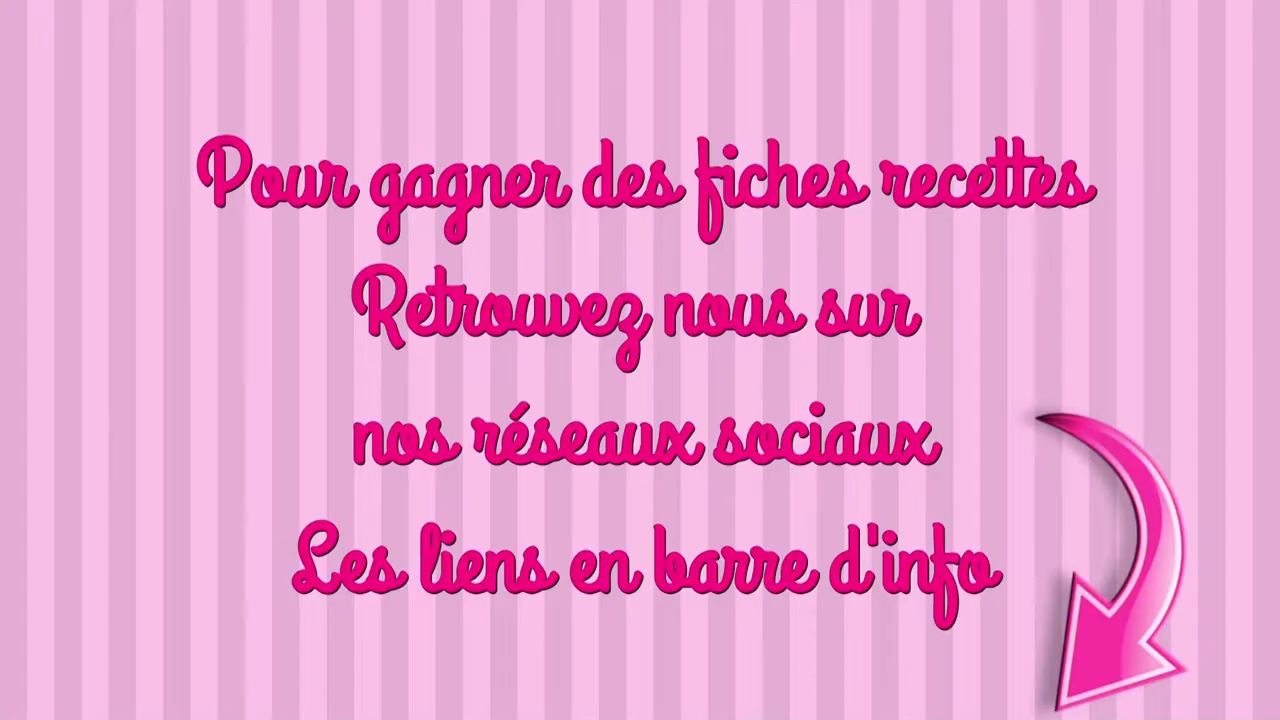 Pour gagner des fiches recettes
Retrouvez nous sur
nos réseaux sociaux
Les liens en barre d'info